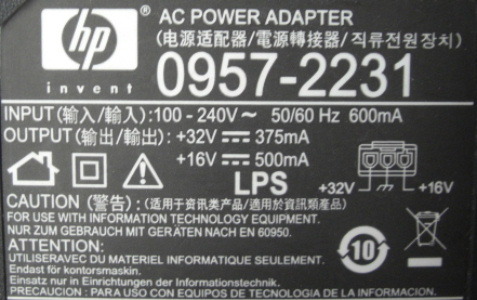 hp
AC POWER ADAPTER
(电源适配器/電源轉接器/직류전원장치)
i n v e n t
0957-2231
INPUT(输入/輸入):100-240V~ 50/60 Hz 600mA
OUTPUT(输出/輸出): +32V ⎓ 375mA
+16V ⎓ 500mA
LPS
+32V
+16V
CAUTION (警告): (适用于资讯类产品/適用於資訊類產品)
FOR USE WITH INFORMATION TECHNOLOGY EQUIPMENT.
NUR ZUM GEBRAUCH MIT GERÄTEN NACH EN 60950.
ATTENTION:
UTILISERAVEC DU MATERIEL INFORMATIQUE SEULEMENT.
Endast för kontorsmaskin.
Einsatz nur in Einrichtungen der Informationstechnik.
PRECAUCION : PARA USO CON EQUIPOS DE TECNOLOGIA DE LA INFORMACION.
10